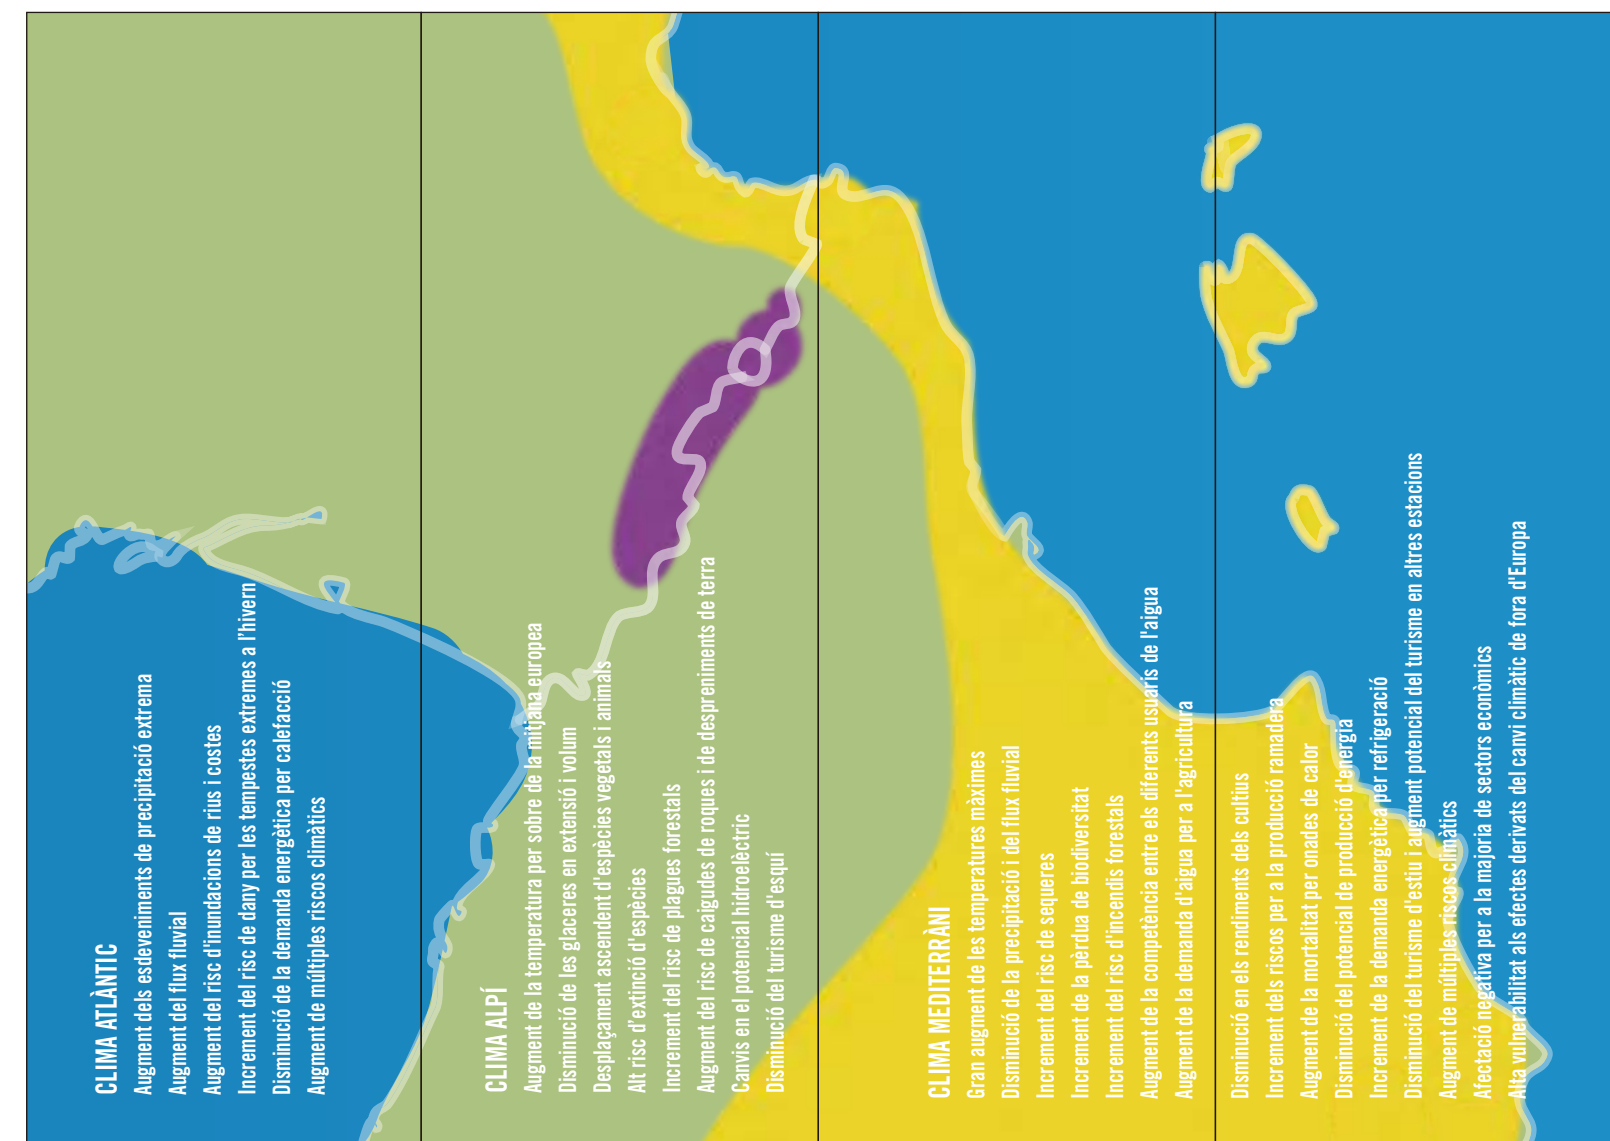 CLIMA ATLÀNTIC
Augment dels esdeveniments de precipitació extrema
Augment del flux fluvial
Augment del risc d'inundacions de rius i costes
Increment del risc de dany per les tempestes extremes a l'hivern
Disminució de la demanda energètica per calefacció
Augment de múltiples riscos climàtics
CLIMA ALPÍ
Augment de la temperatura per sobre de la mitjana europea
Disminució de les glaceres en extensió i volum
Desplaçament ascendent d'espècies vegetals i animals
Alt risc d'extinció d'espècies
Increment del risc de plagues forestals
Augment del risc de caigudes de roques i de despreniments de terra
Canvis en el potencial hidroelèctric
Disminució del turisme d'esquí
CLIMA MEDITERRÀNI
Gran augment de les temperatures màximes
Disminució de la precipitació i del flux fluvial
Increment del risc de sequeres
Increment de la pèrdua de biodiversitat
Increment del risc d'incendis forestals
Augment de la competència entre els diferents usuaris de l'aigua
Augment de la demanda d'aigua per a l'agricultura
Disminució en els rendiments dels cultius
Increment dels riscos per a la producció ramadera
Augment de la mortalitat per onades de calor
Disminució del potencial de producció d'energia
Increment de la demanda energètica per refrigeració
Disminució del turisme d'estiu i augment potencial del turisme en altres estacions
Augment de múltiples riscos climàtics
Afectació negativa per a la majoria de sectors econòmics
Alta vulnerabilitat als efectes derivats del canvi climàtic de fora d'Europa